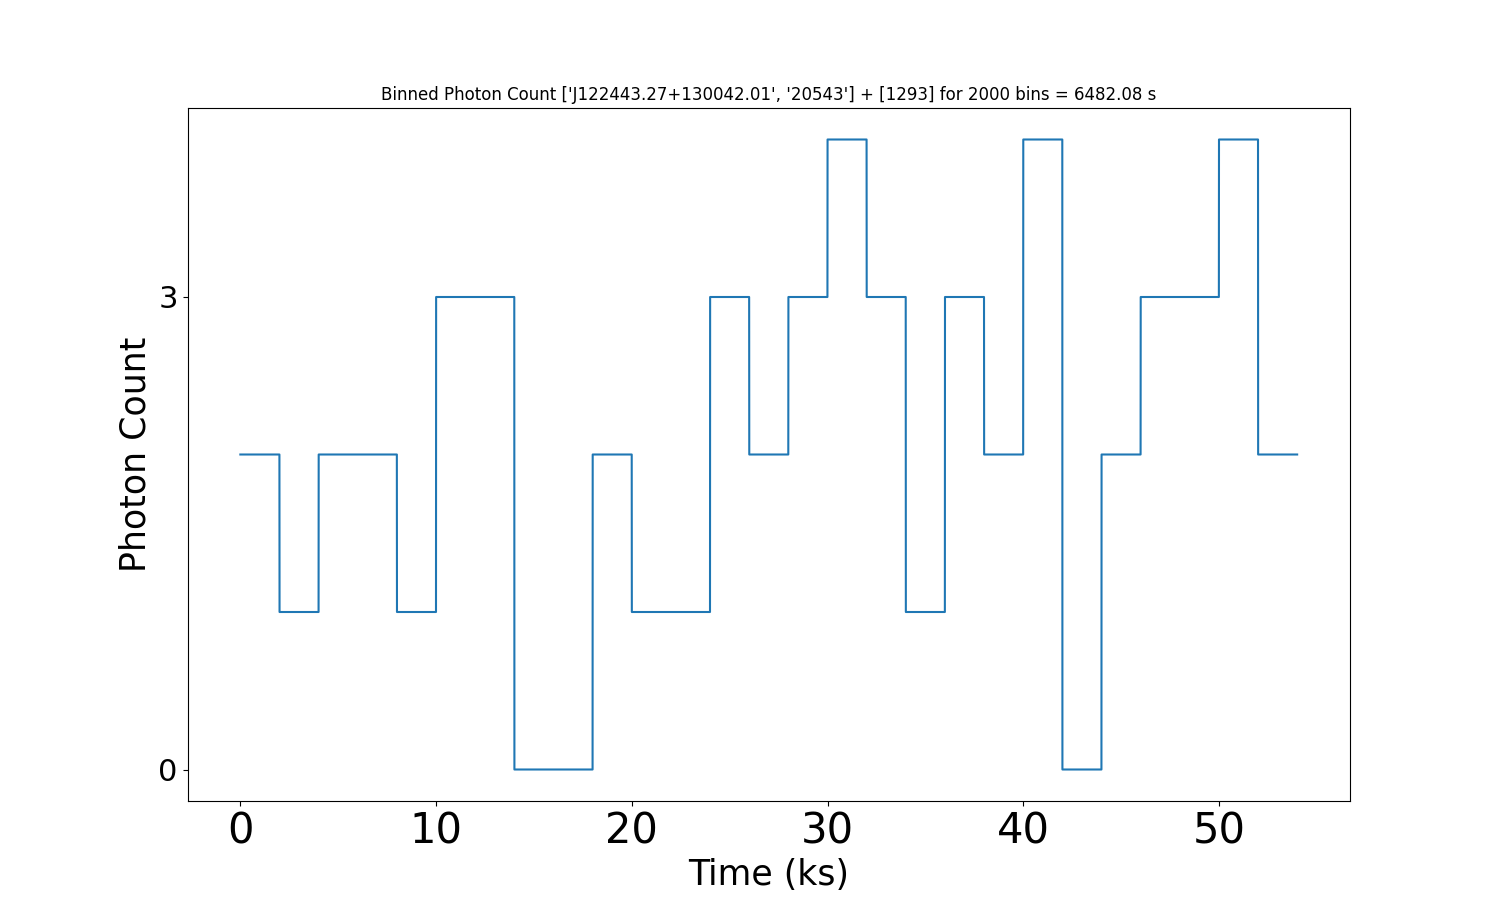 Binned Photon Count ['J122443.27+130042.01', '20543'] + [1293] for 2000 bins = 6482.08 s
3
Photon Count
0
0 10 20 30 40 50
Time (ks)